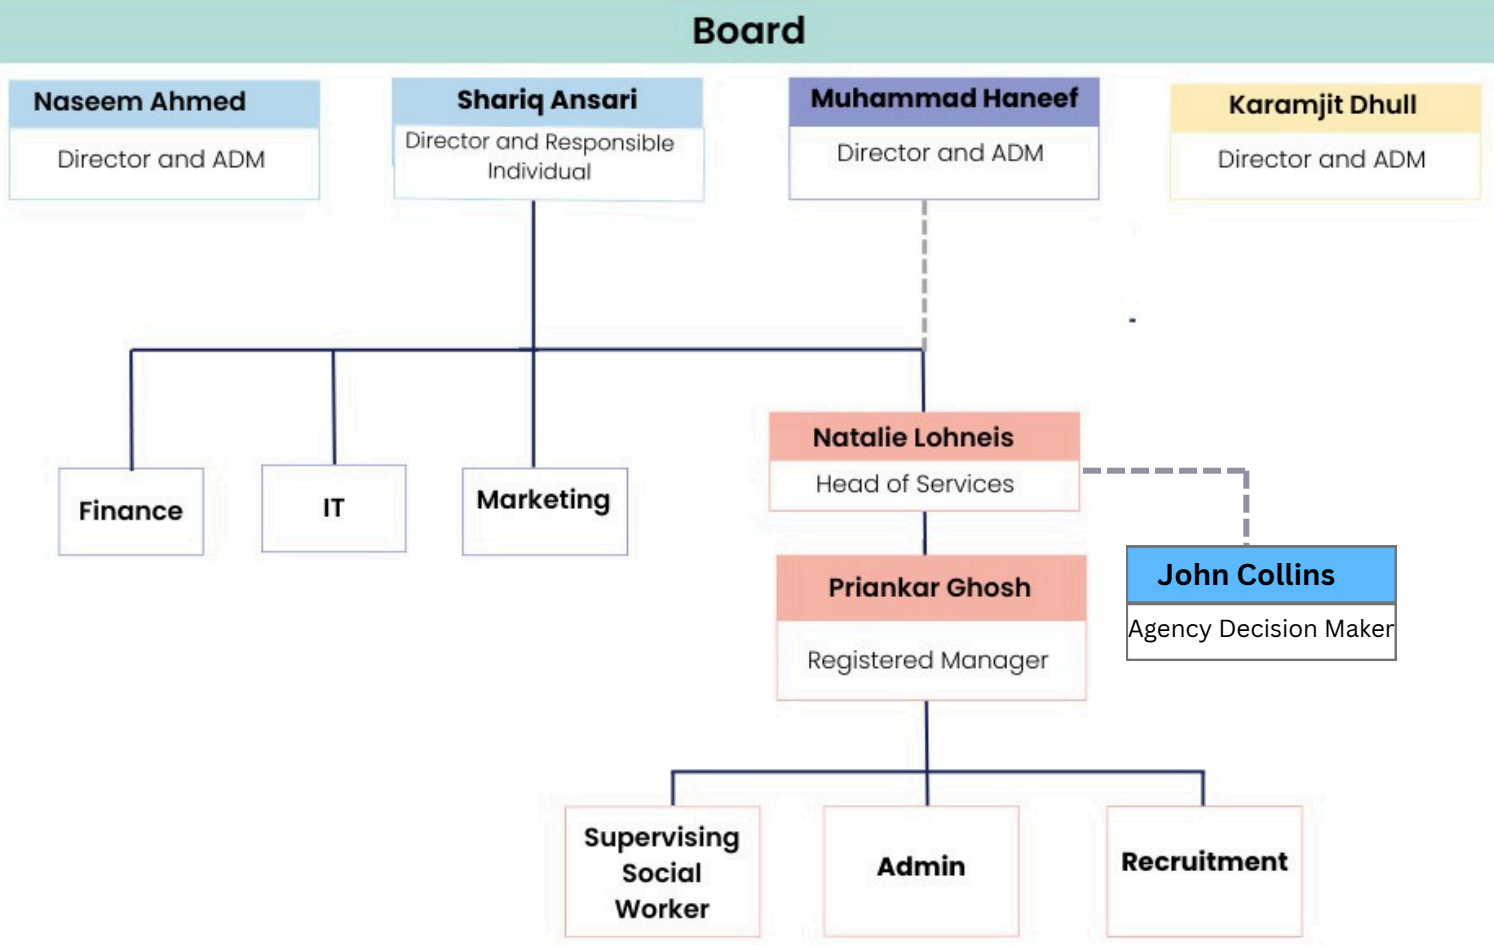 Board
Naseem Ahmed
Director and ADM
Shariq Ansari
Director and Responsible
Individual
Muhammad Haneef
Director and ADM
Karamjit Dhull
Director and ADM
Natalie Lohneis
Head of Services
Finance
IT
Marketing
Priankar Ghosh
Registered Manager
John Collins
Agency Decision Maker
Supervising
Social
Worker
Admin
Recruitment